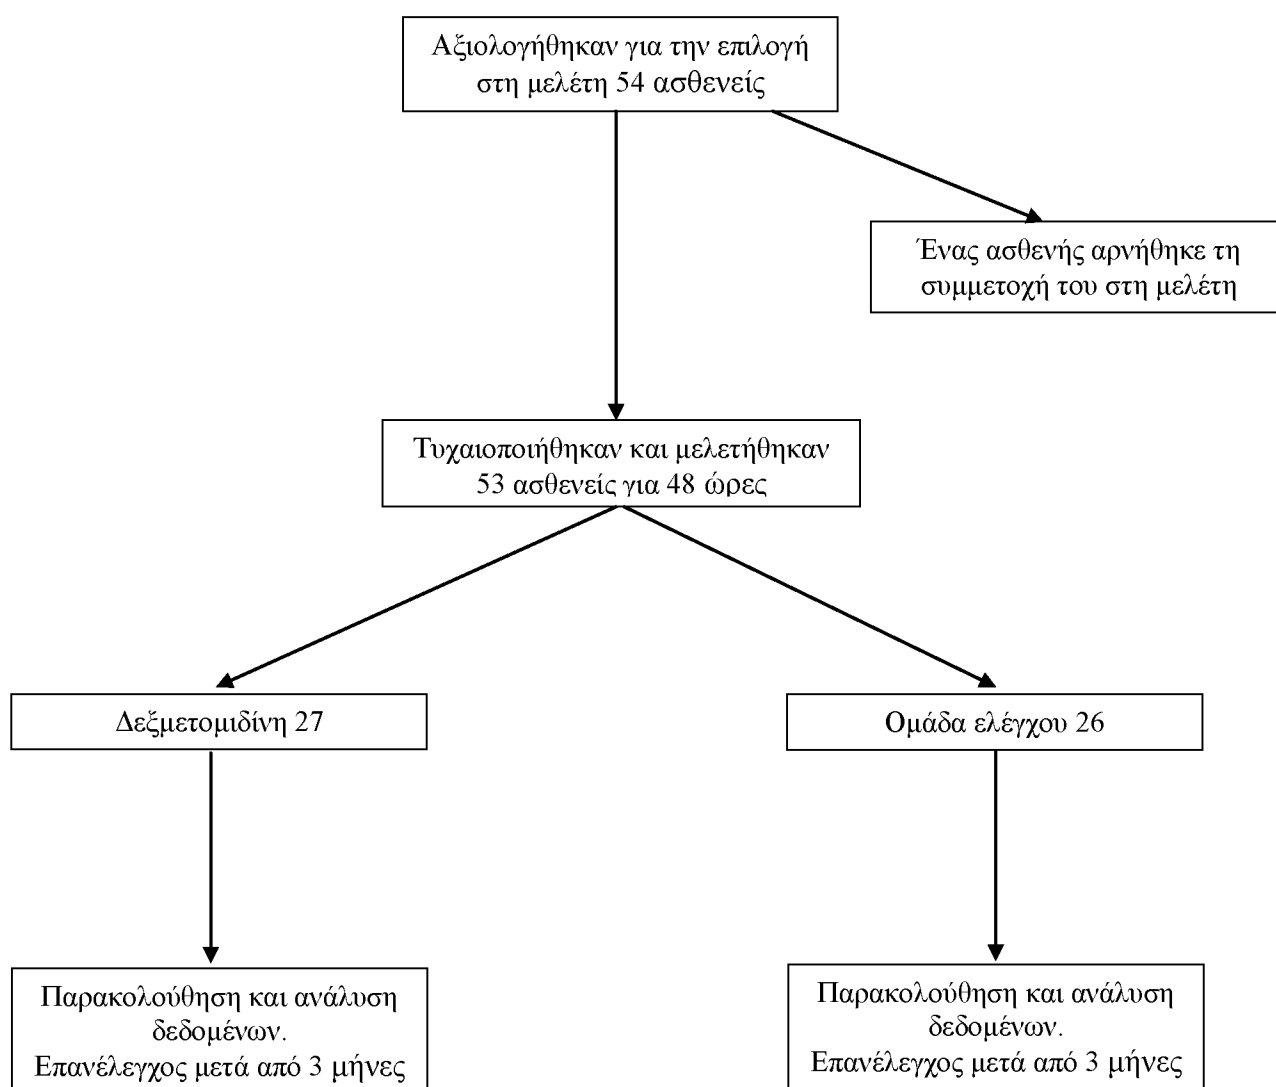 Αξιολογήθηκαν για την επιλογή
στη μελέτη 54 ασθενείς
Ένας ασθενής αρνήθηκε τη
συμμετοχή του στη μελέτη
Τυχαιοποιήθηκαν και μελετήθηκαν
53 ασθενείς για 48 ώρες
Δεξμετομιδίνη 27
Ομάδα ελέγχου 26
Παρακολούθηση και ανάλυση
δεδομένων.
Επανέλεγχος μετά από 3 μήνες
Παρακολούθηση και ανάλυση
δεδομένων.
Επανέλεγχος μετά από 3 μήνες